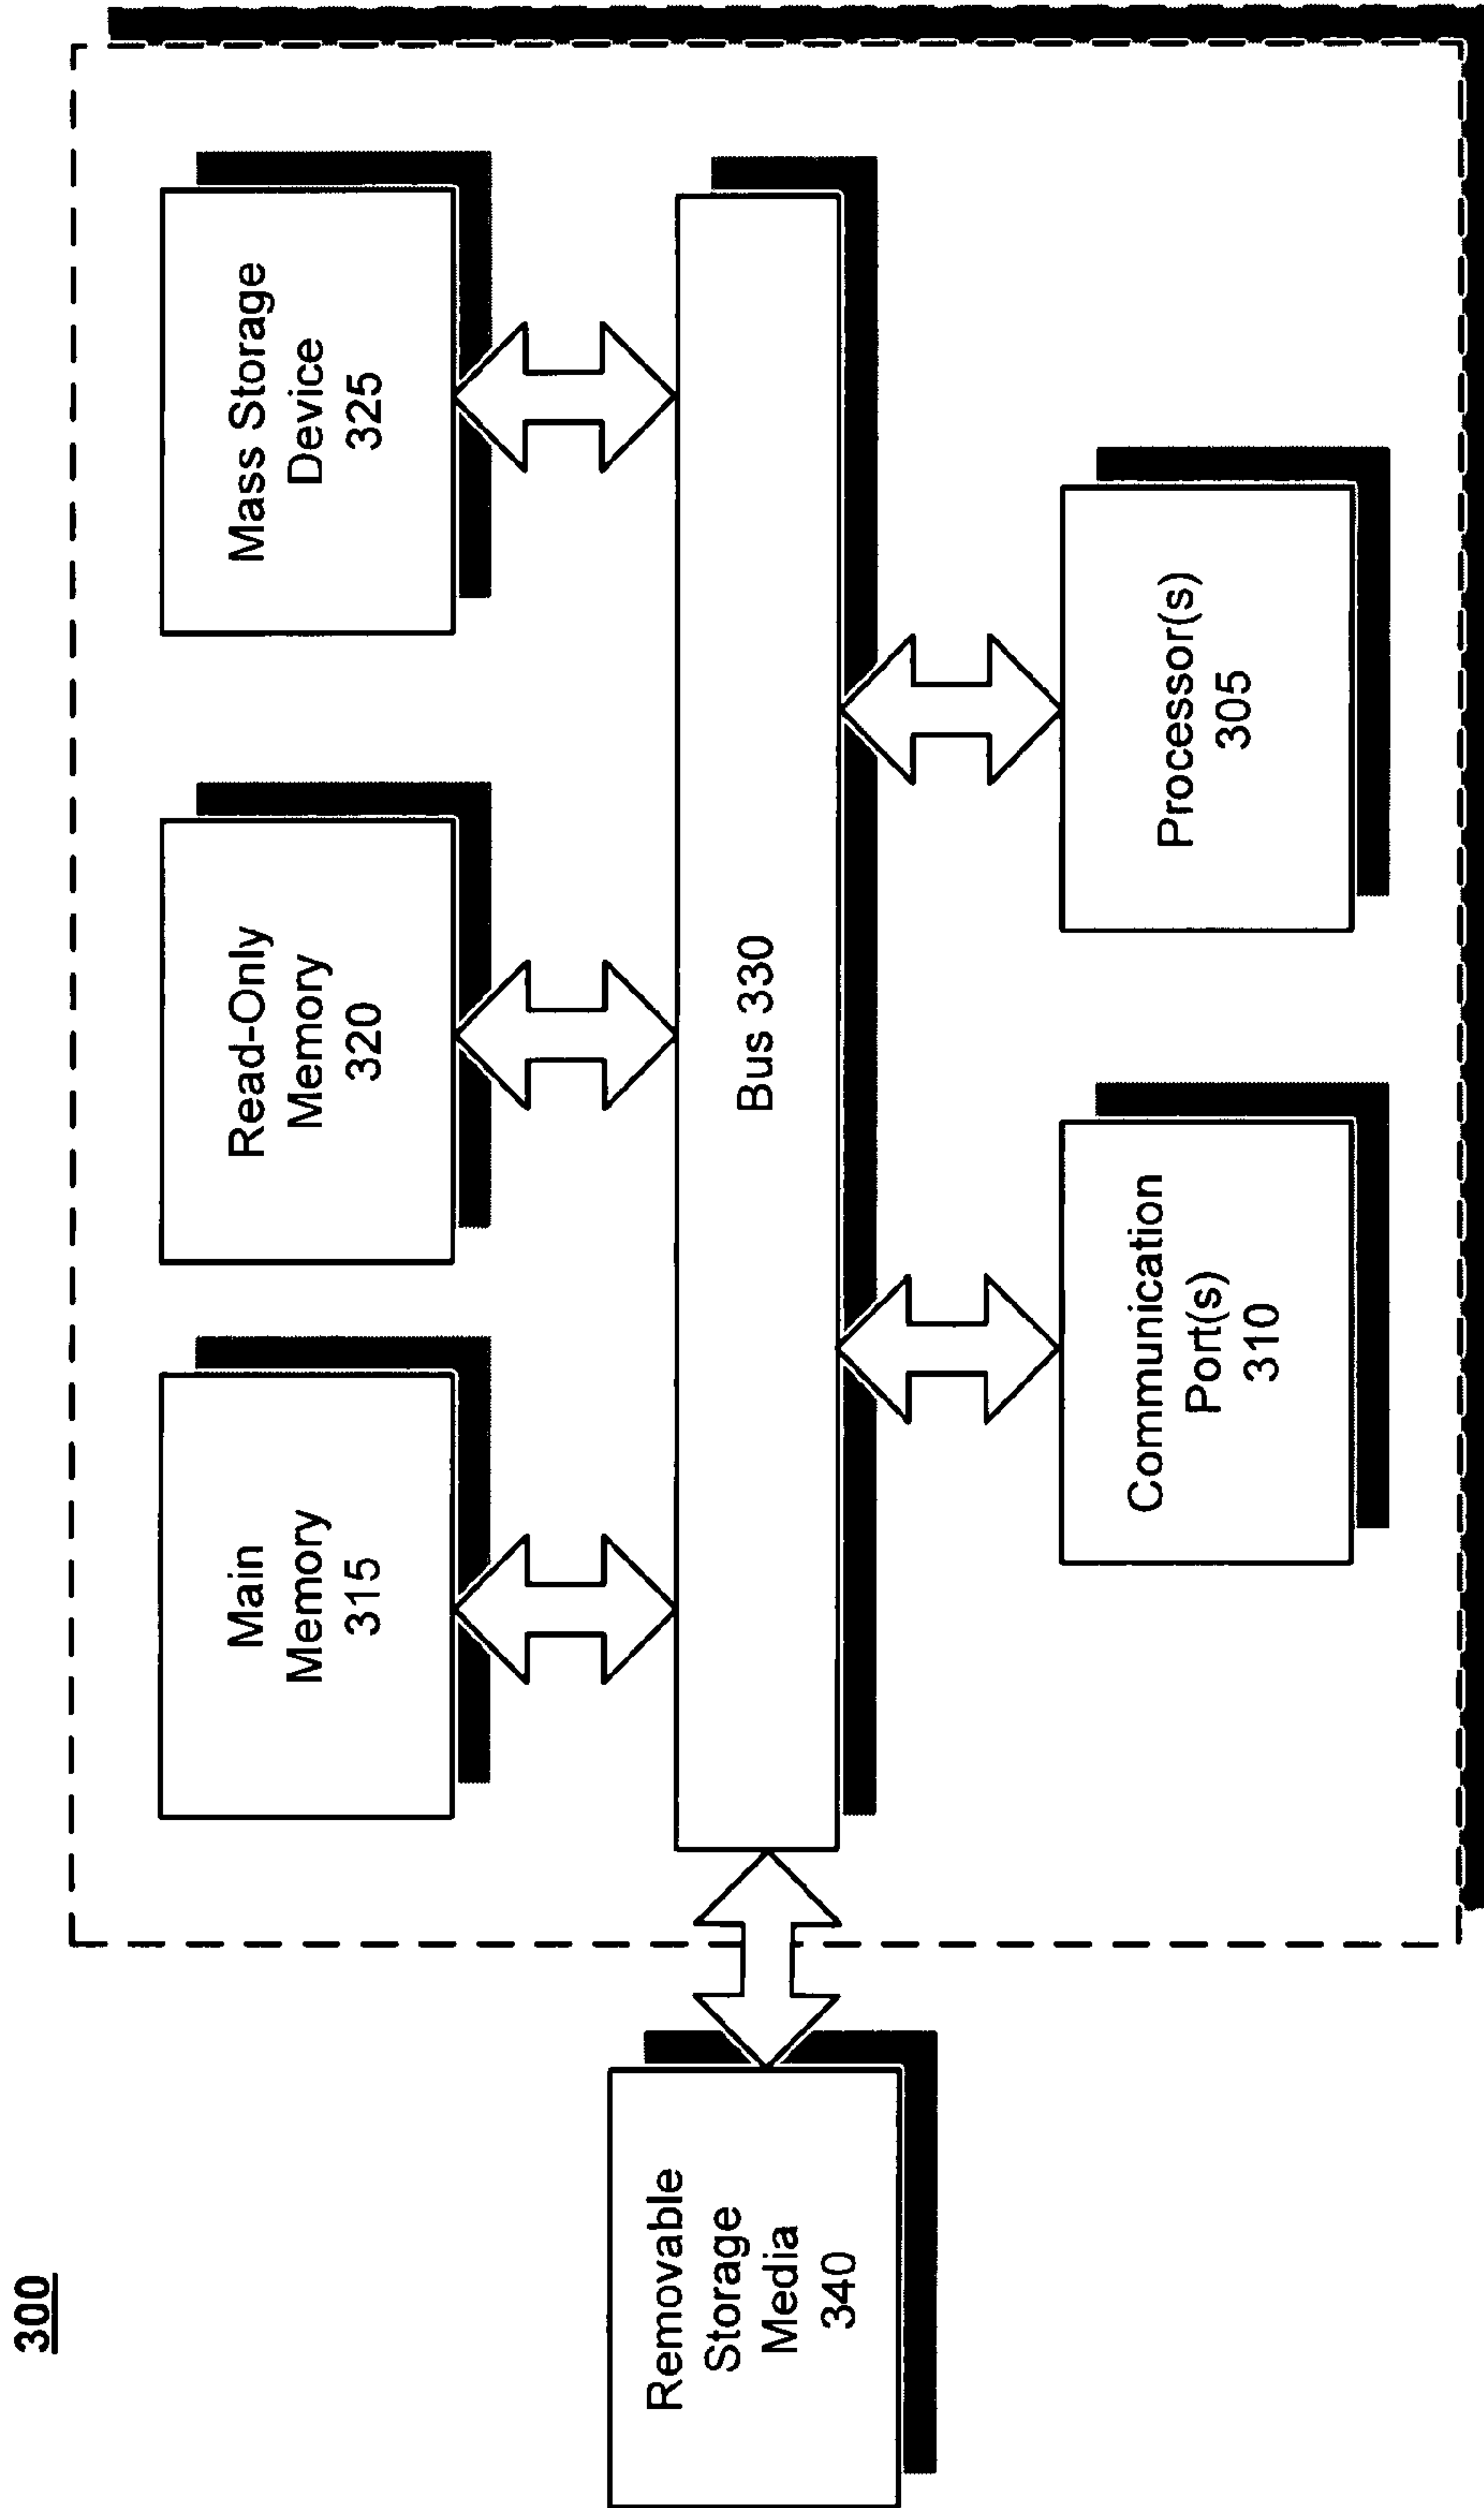 300
Main
Memory
315
Read-Only
Memory
320
Mass Storage
Device
325
Removable
Storage
Media
340
Bus 330
Communication
Port(s)
310
Processor(s)
305